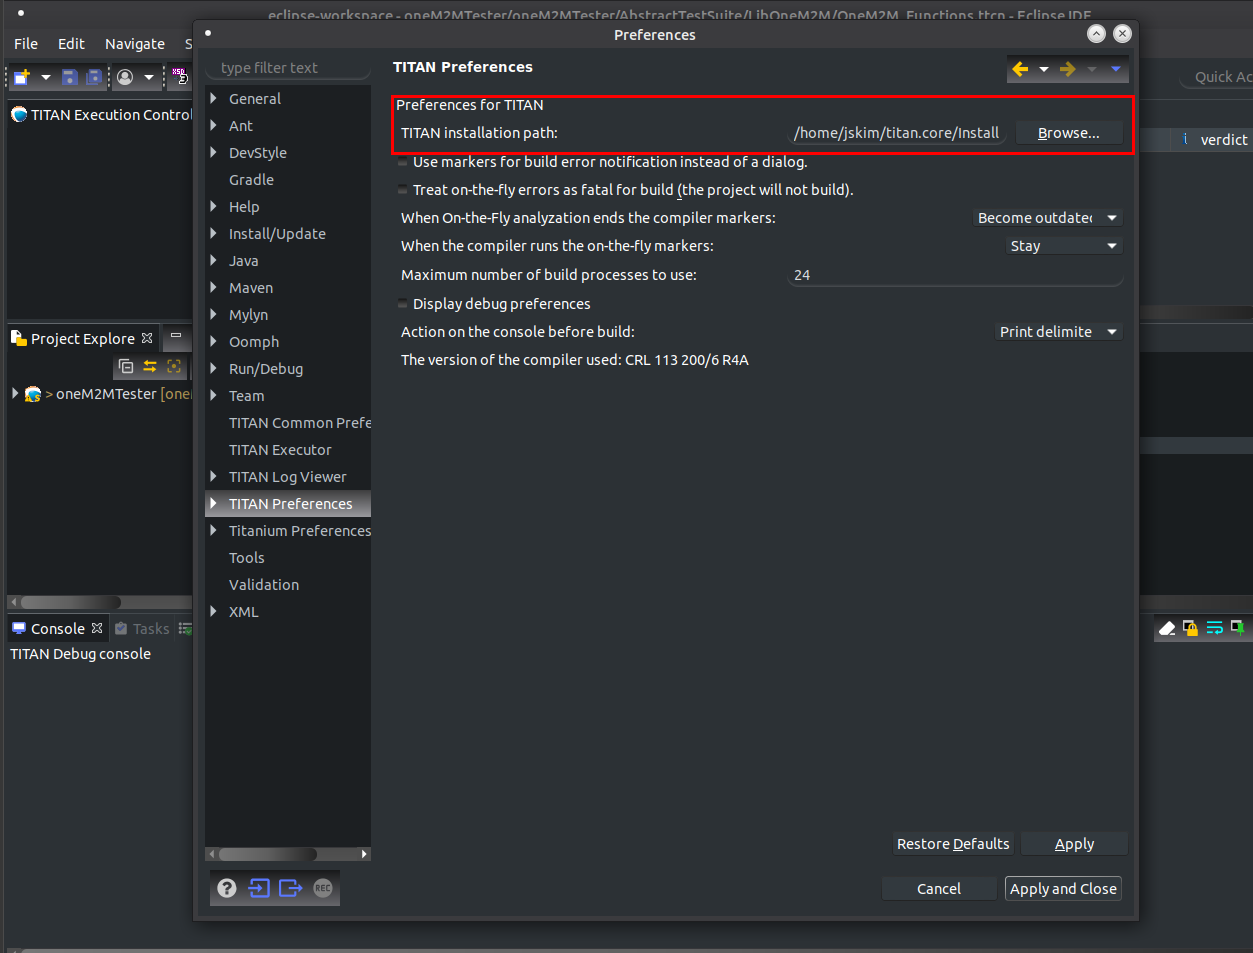 eclipse-workspace - oneM2MTester/oneM2MTester/AbstractTestSuite/LibOneM2M/OneM2M_Functions.ttcn - Eclipse IDE
Preferences
File Edit Navigate S
type filter text
TITAN Preferences
Quick Ac
TITAN Execution Control
General
Ant
DevStyle
Gradle
Help
Install/Update
Java
Maven
Mylyn
Oomph
Run/Debug
Team
TITAN Common Prefe
TITAN Executor
TITAN Log Viewer
TITAN Preferences
Titanium Preferences
Tools
Validation
XML
Preferences for TITAN
TITAN installation path: /home/jskim/titan.core/Install Browse...
Use markers for build error notification instead of a dialog.
Treat on-the-fly errors as fatal for build (the project will not build).
When On-the-Fly analyzation ends the compiler markers: Become outdated
When the compiler runs the on-the-fly markers: Stay
Maximum number of build processes to use: 24
Display debug preferences
Action on the console before build: Print delimite
The version of the compiler used: CRL 113 200/6 R4A
verdict
Project Explore
> oneM2MTester [one
Console Tasks
TITAN Debug console
Restore Defaults Apply
REC
Cancel Apply and Close